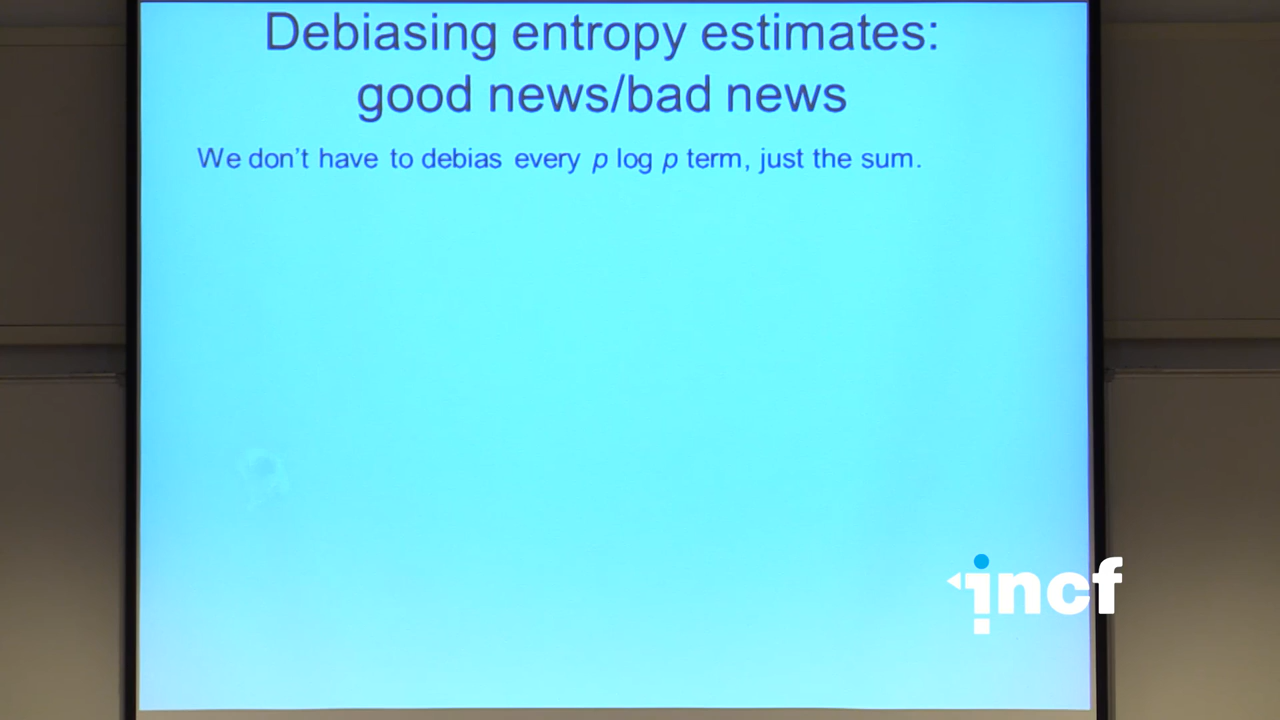 Debiasing entropy estimates:
good news/bad news
We don't have to debias every p log p term, just the sum.
incf